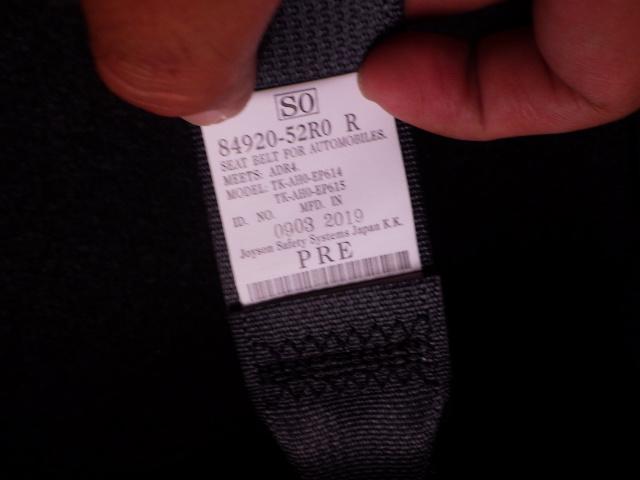 SO
84920-52R0 R
SEAT BELT FOR AUTOMOBILES.
MEETS: ADR4.
MODEL: TK-AH0-EP614
TK-AH0-EP615
ID. NO. MFD. IN
0903 2019
Joyson Safety Systems Japan K.K.
PRE